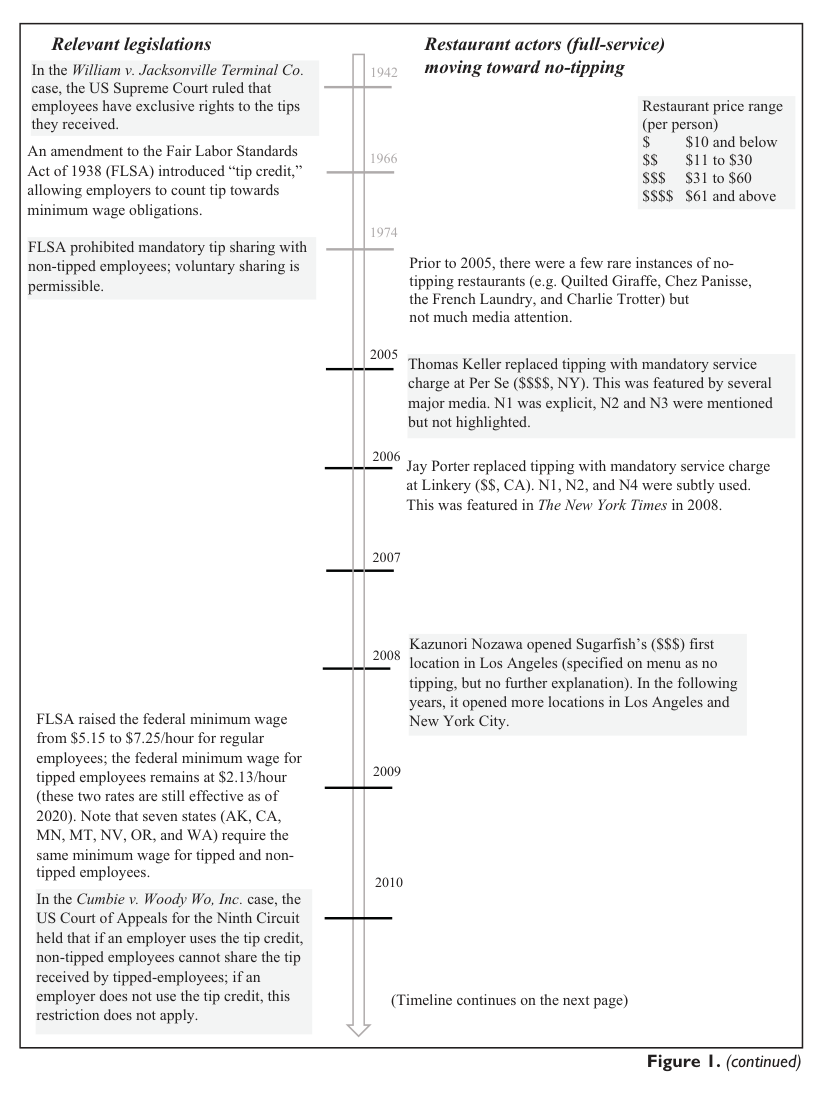 Relevant legislations
In the William v. Jacksonville Terminal Co.
case, the US Supreme Court ruled that
employees have exclusive rights to the tips
they received.
An amendment to the Fair Labor Standards
Act of 1938 (FLSA) introduced “tip credit,”
allowing employers to count tip towards
minimum wage obligations.
FLSA prohibited mandatory tip sharing with
non-tipped employees; voluntary sharing is
permissible.
FLSA raised the federal minimum wage
from $5.15 to $7.25/hour for regular
employees; the federal minimum wage for
tipped employees remains at $2.13/hour
(these two rates are still effective as of
2020). Note that seven states (AK, CA,
MN, MT, NV, OR, and WA) require the
same minimum wage for tipped and non-
tipped employees.
In the Cumbie v. Woody Wo, Inc. case, the
US Court of Appeals for the Ninth Circuit
held that if an employer uses the tip credit,
non-tipped employees cannot share the tip
received by tipped-employees; if an
employer does not use the tip credit, this
restriction does not apply.
1942
1966
1974
2005
2006
2007
2008
2009
2010
Restaurant actors (full-service)
moving toward no-tipping
Restaurant price range
(per person)
$ $10 and below
$$ $11 to $30
$$$ $31 to $60
$$$$ $61 and above
Prior to 2005, there were a few rare instances of no-
tipping restaurants (e.g. Quilted Giraffe, Chez Panisse,
the French Laundry, and Charlie Trotter) but
not much media attention.
Thomas Keller replaced tipping with mandatory service
charge at Per Se ($$$$, NY). This was featured by several
major media. N1 was explicit, N2 and N3 were mentioned
but not highlighted.
Jay Porter replaced tipping with mandatory service charge
at Linkery ($$, CA). N1, N2, and N4 were subtly used.
This was featured in The New York Times in 2008.
Kazunori Nozawa opened Sugarfish’s ($$$) first
location in Los Angeles (specified on menu as no
tipping, but no further explanation). In the following
years, it opened more locations in Los Angeles and
New York City.
(Timeline continues on the next page)
Figure 1. (continued)